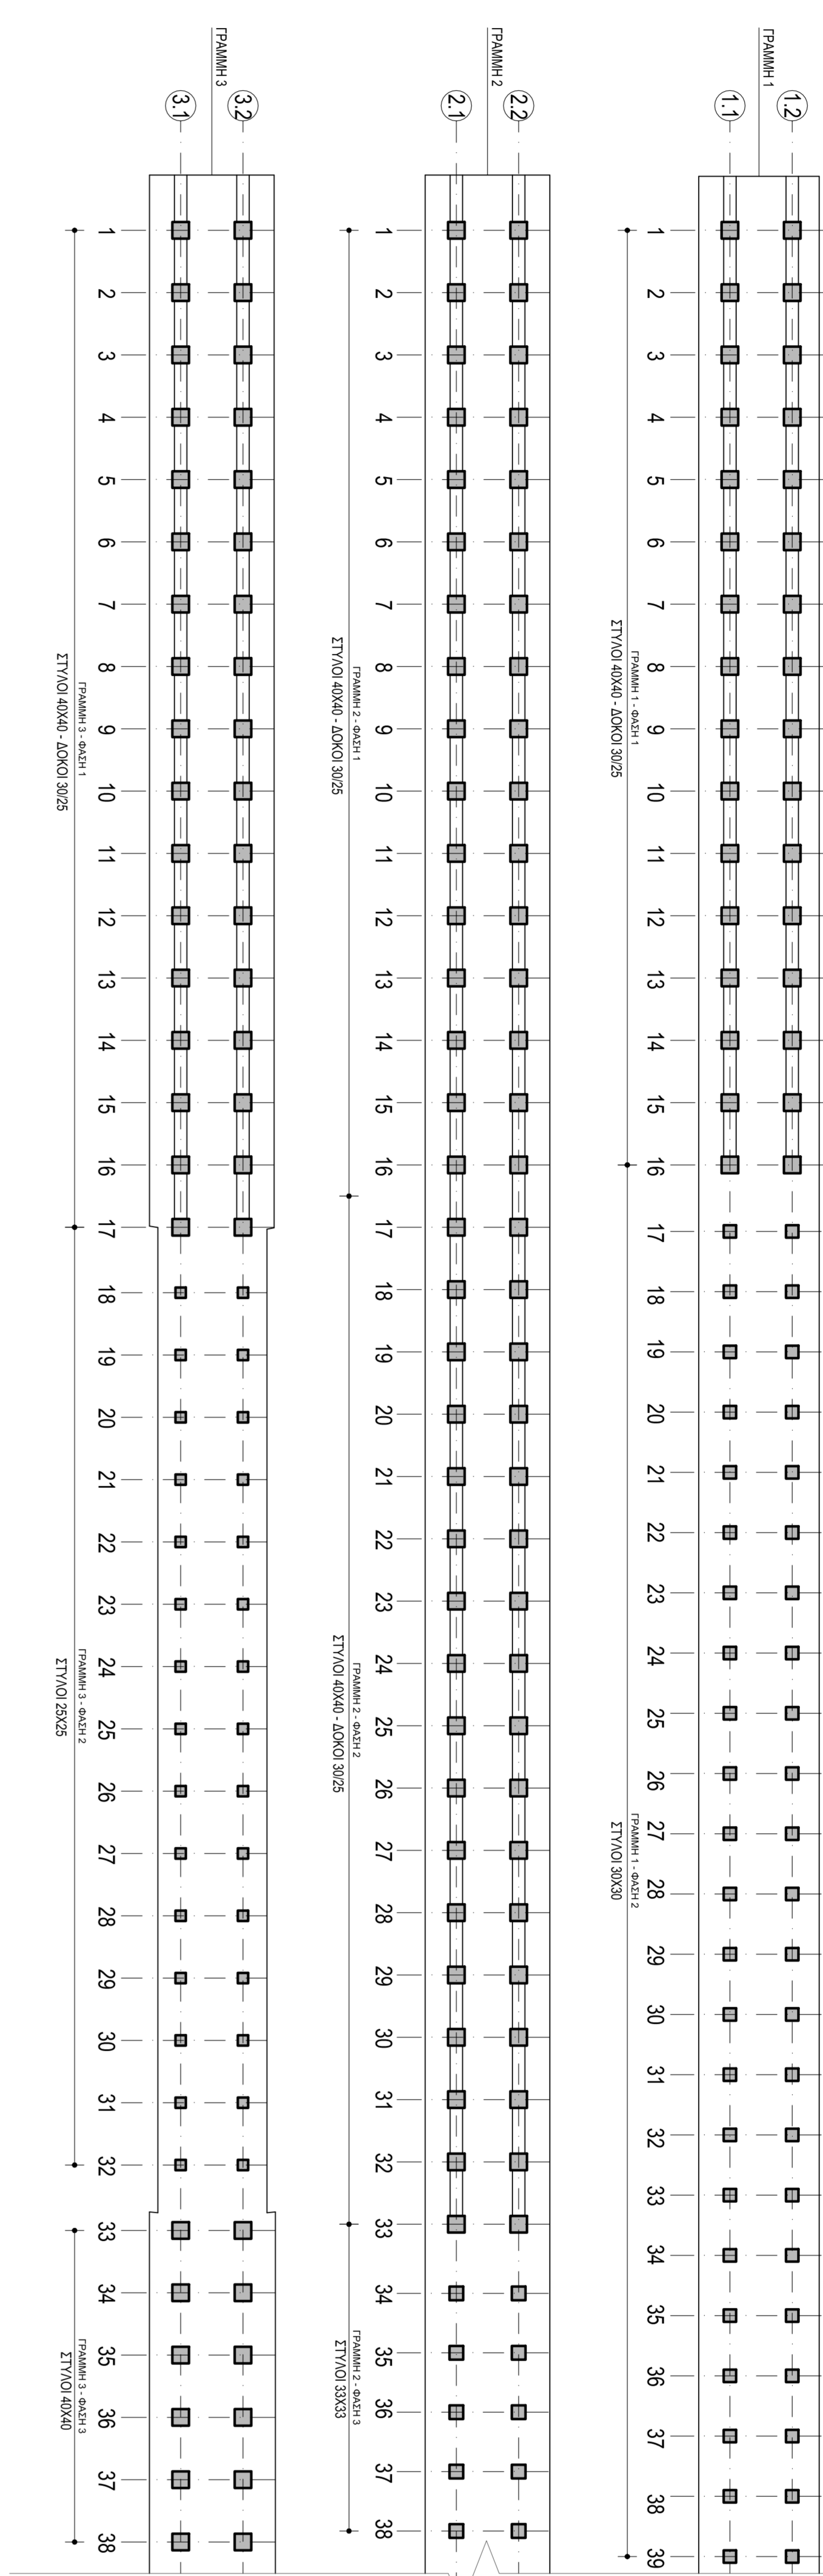 1.2
ΓΡΑΜΜΗ 1
1.1
1 2 3 4 5 6 7 8 9 10 11 12 13 14 15 16 17 18 19 20 21 22 23 24 25 26 27 28 29 30 31 32 33 34 35 36 37 38 39
ΓΡΑΜΜΗ 1 - ΦΑΣΗ 1
ΣΤΥΛΟΙ 40Χ40 - ΔΟΚΟΙ 30/25
ΓΡΑΜΜΗ 1 - ΦΑΣΗ 2
ΣΤΥΛΟΙ 30Χ30
2.2
ΓΡΑΜΜΗ 2
2.1
1 2 3 4 5 6 7 8 9 10 11 12 13 14 15 16 17 18 19 20 21 22 23 24 25 26 27 28 29 30 31 32 33 34 35 36 37 38
ΓΡΑΜΜΗ 2 - ΦΑΣΗ 1
ΣΤΥΛΟΙ 40Χ40 - ΔΟΚΟΙ 30/25
ΓΡΑΜΜΗ 2 - ΦΑΣΗ 2
ΣΤΥΛΟΙ 40Χ40 - ΔΟΚΟΙ 30/25
ΓΡΑΜΜΗ 2 - ΦΑΣΗ 3
ΣΤΥΛΟΙ 33Χ33
3.2
ΓΡΑΜΜΗ 3
3.1
1 2 3 4 5 6 7 8 9 10 11 12 13 14 15 16 17 18 19 20 21 22 23 24 25 26 27 28 29 30 31 32 33 34 35 36 37 38
ΓΡΑΜΜΗ 3 - ΦΑΣΗ 1
ΣΤΥΛΟΙ 40Χ40 - ΔΟΚΟΙ 30/25
ΓΡΑΜΜΗ 3 - ΦΑΣΗ 2
ΣΤΥΛΟΙ 25Χ25
ΓΡΑΜΜΗ 3 - ΦΑΣΗ 3
ΣΤΥΛΟΙ 40Χ40